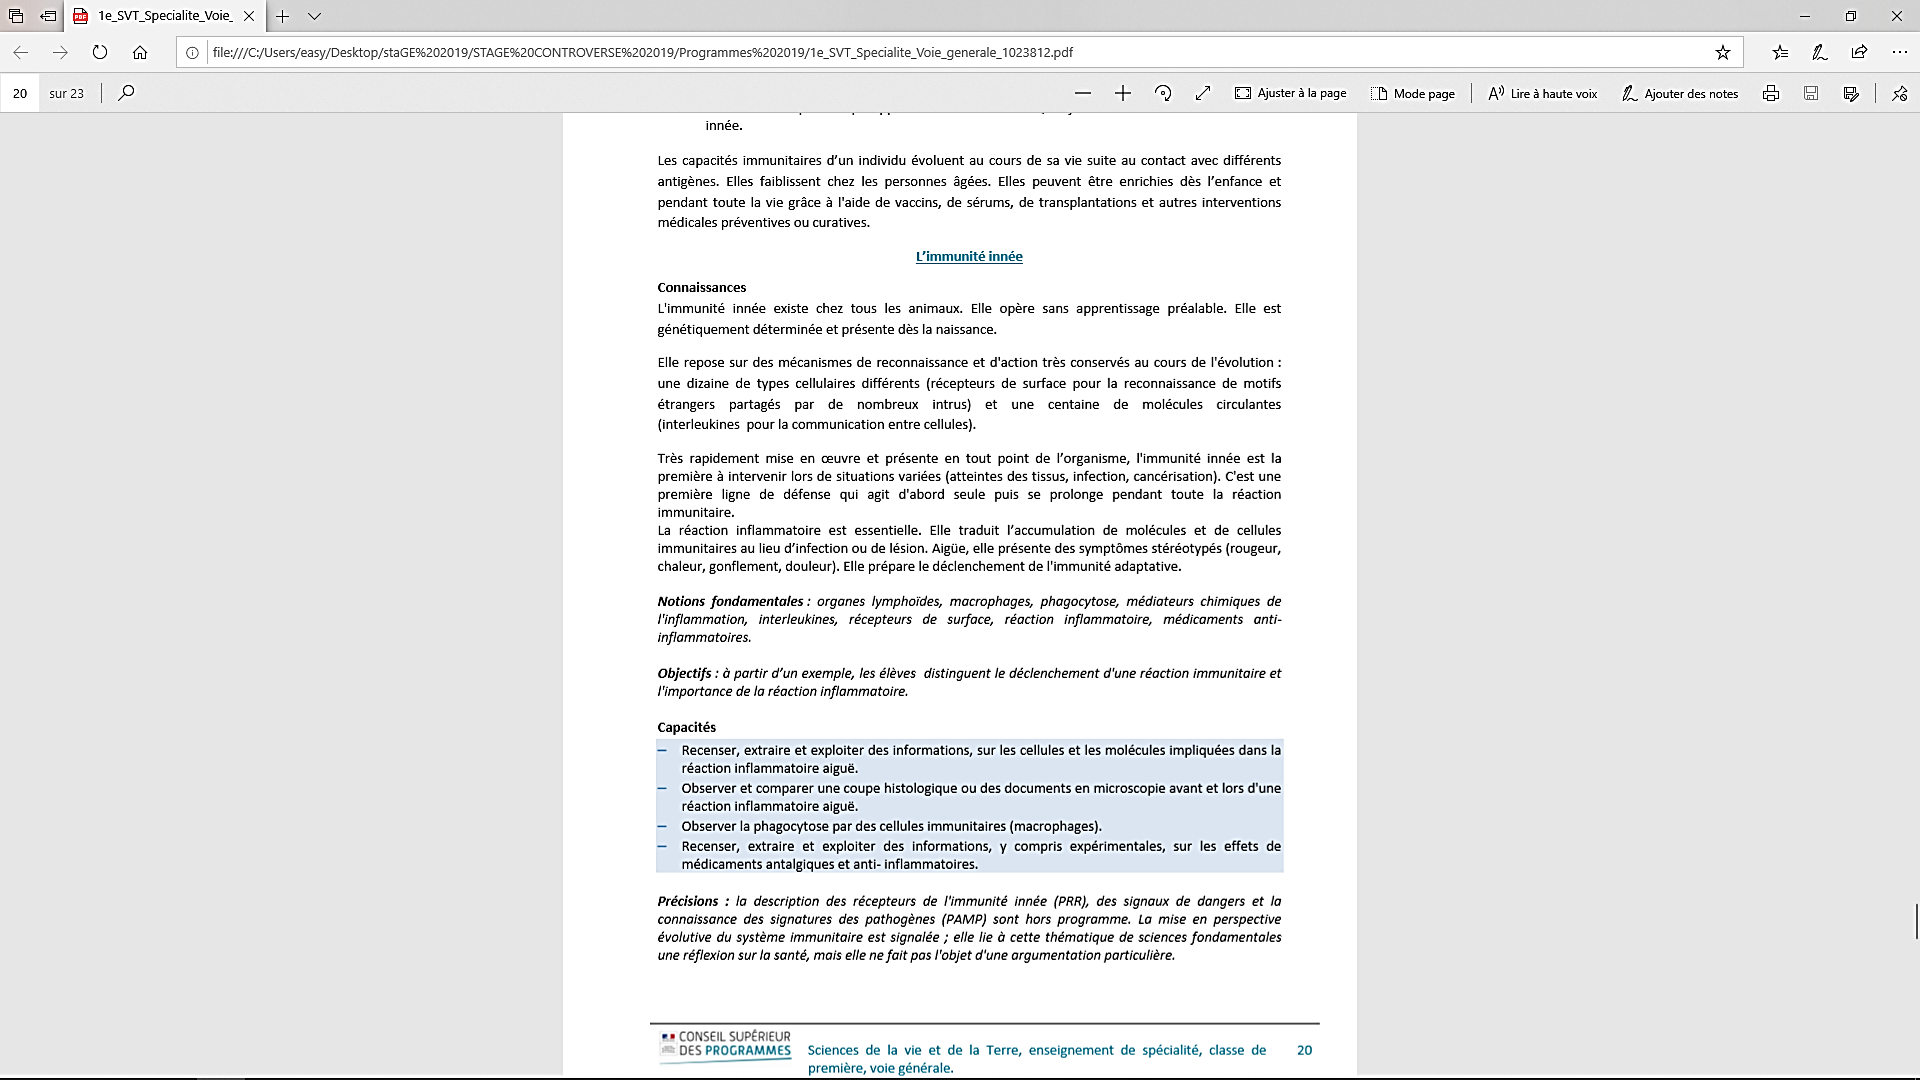 1e_SVT_Specialite_Voie_
file:///C:/Users/easy/Desktop/staGE%202019/STAGE%20CONTROVERSE%202019/Programmes%202019/1e_SVT_Specialite_Voie_generale_1023812.pdf
20 sur 23 Ajuster à la page Mode page Lire à haute voix Ajouter des notes
innée.
Les capacités immunitaires d’un individu évoluent au cours de sa vie suite au contact avec différents
antigènes. Elles faiblissent chez les personnes âgées. Elles peuvent être enrichies dès l’enfance et
pendant toute la vie grâce à l'aide de vaccins, de sérums, de transplantations et autres interventions
médicales préventives ou curatives.
L’immunité innée
Connaissances
L'immunité innée existe chez tous les animaux. Elle opère sans apprentissage préalable. Elle est
génétiquement déterminée et présente dès la naissance.
Elle repose sur des mécanismes de reconnaissance et d'action très conservés au cours de l'évolution :
une dizaine de types cellulaires différents (récepteurs de surface pour la reconnaissance de motifs
étrangers partagés par de nombreux intrus) et une centaine de molécules circulantes
(interleukines pour la communication entre cellules).
Très rapidement mise en œuvre et présente en tout point de l’organisme, l'immunité innée est la
première à intervenir lors de situations variées (atteintes des tissus, infection, cancérisation). C'est une
première ligne de défense qui agit d'abord seule puis se prolonge pendant toute la réaction
immunitaire.
La réaction inflammatoire est essentielle. Elle traduit l’accumulation de molécules et de cellules
immunitaires au lieu d’infection ou de lésion. Aigüe, elle présente des symptômes stéréotypés (rougeur,
chaleur, gonflement, douleur). Elle prépare le déclenchement de l'immunité adaptative.
Notions fondamentales : organes lymphoïdes, macrophages, phagocytose, médiateurs chimiques de
l'inflammation, interleukines, récepteurs de surface, réaction inflammatoire, médicaments anti-
inflammatoires.
Objectifs : à partir d’un exemple, les élèves distinguent le déclenchement d'une réaction immunitaire et
l'importance de la réaction inflammatoire.
Capacités
– Recenser, extraire et exploiter des informations, sur les cellules et les molécules impliquées dans la
réaction inflammatoire aiguë.
– Observer et comparer une coupe histologique ou des documents en microscopie avant et lors d'une
réaction inflammatoire aiguë.
– Observer la phagocytose par des cellules immunitaires (macrophages).
– Recenser, extraire et exploiter des informations, y compris expérimentales, sur les effets de
médicaments antalgiques et anti- inflammatoires.
Précisions : la description des récepteurs de l'immunité innée (PRR), des signaux de dangers et la
connaissance des signatures des pathogènes (PAMP) sont hors programme. La mise en perspective
évolutive du système immunitaire est signalée ; elle lie à cette thématique de sciences fondamentales
une réflexion sur la santé, mais elle ne fait pas l'objet d'une argumentation particulière.
CONSEIL SUPÉRIEUR
DES PROGRAMMES
Sciences de la vie et de la Terre, enseignement de spécialité, classe de 20
première, voie générale.